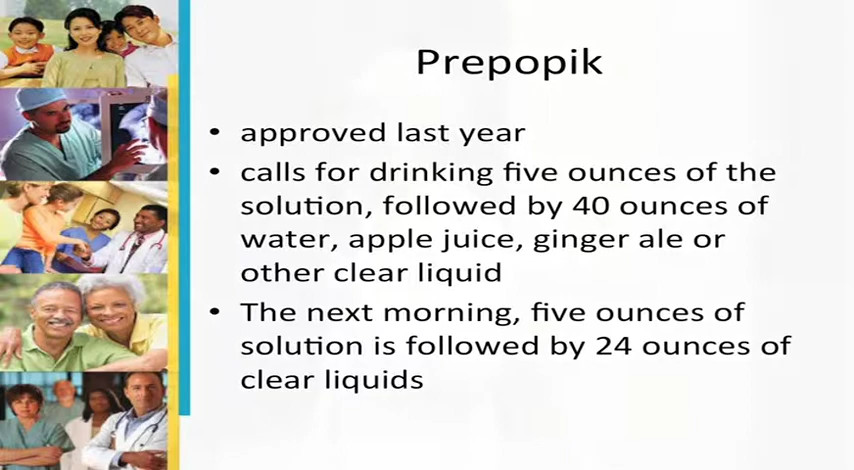 Prepopik
• approved last year
• calls for drinking five ounces of the
solution, followed by 40 ounces of
water, apple juice, ginger ale or
other clear liquid
• The next morning, five ounces of
solution is followed by 24 ounces of
clear liquids